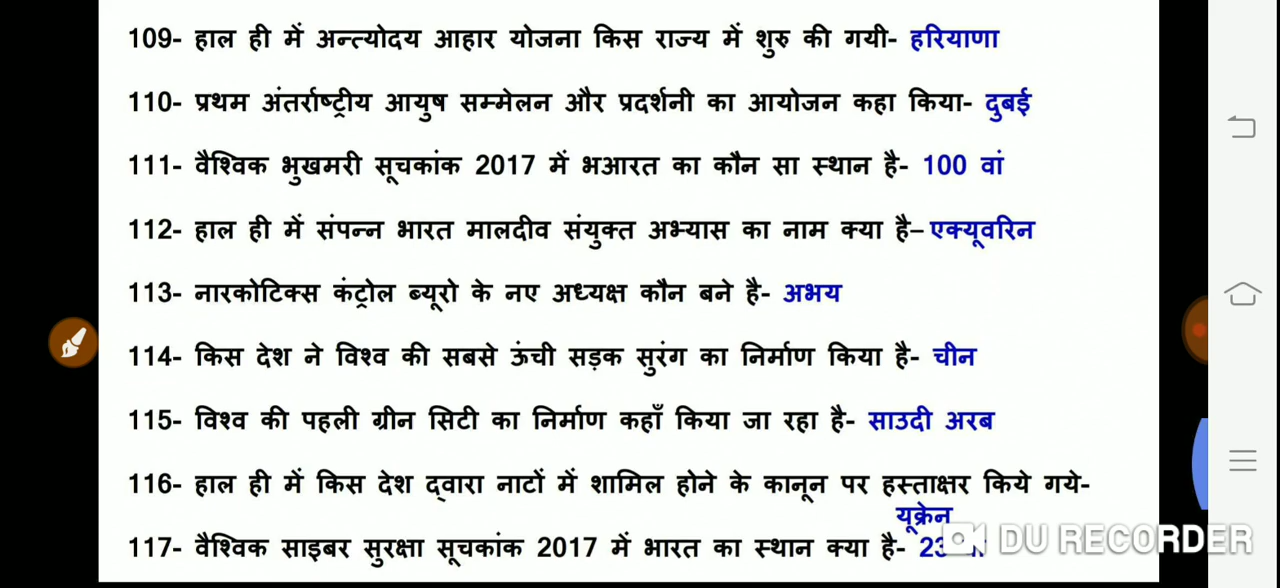 109- हाल ही में अन्त्योदय आहार योजना किस राज्य में शुरु की गयी- हरियाणा
110- प्रथम अंतर्राष्ट्रीय आयुष सम्मेलन और प्रदर्शनी का आयोजन कहा किया- दुबई
111- वैश्विक भुखमरी सूचकांक 2017 में भआरत का कौन सा स्थान है- 100 वां
112- हाल ही में संपन्न भारत मालदीव संयुक्त अभ्यास का नाम क्या है– एक्यूवरिन
113- नारकोटिक्स कंट्रोल ब्यूरो के नए अध्यक्ष कौन बने है- अभय
114- किस देश ने विश्व की सबसे ऊंची सड़क सुरंग का निर्माण किया है- चीन
115- विश्व की पहली ग्रीन सिटी का निर्माण कहाँ किया जा रहा है- साउदी अरब
116- हाल ही में किस देश द्वारा नाटों में शामिल होने के कानून पर हस्ताक्षर किये गये-
यूक्रेन
117- वैश्विक साइबर सुरक्षा सूचकांक 2017 में भारत का स्थान क्या है- 23
DU RECORDER